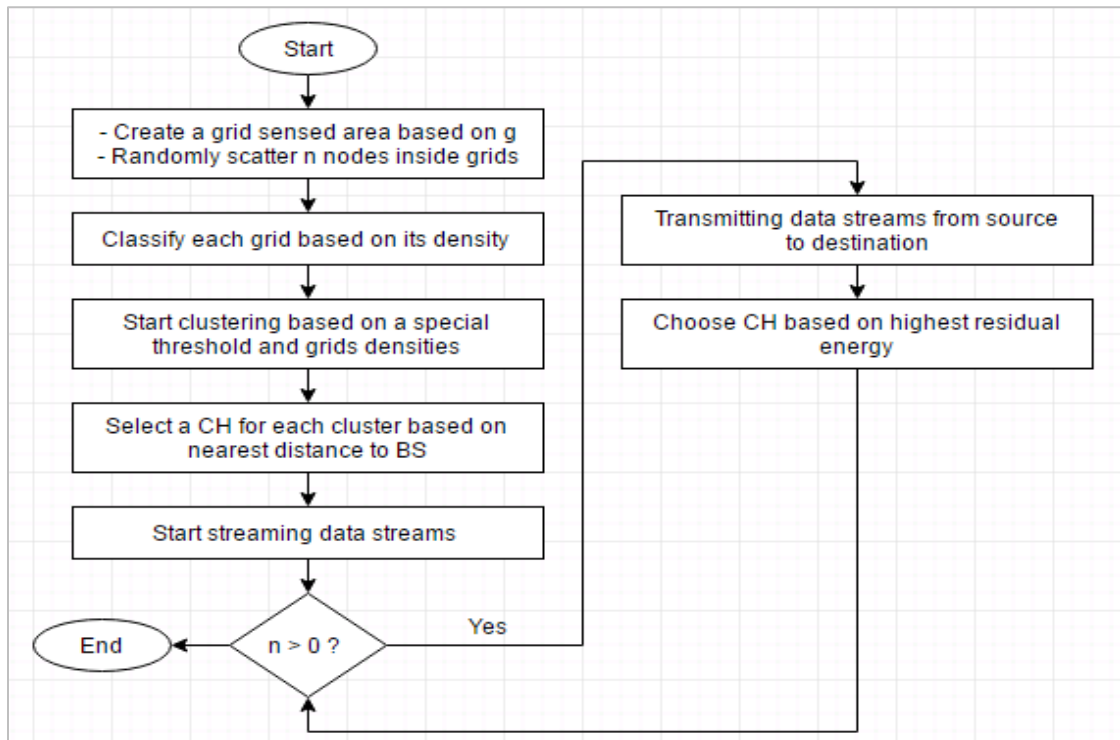 Start
- Create a grid sensed area based on g
- Randomly scatter n nodes inside grids
Classify each grid based on its density
Start clustering based on a special
threshold and grids densities
Select a CH for each cluster based on
nearest distance to BS
Start streaming data streams
n > 0 ?
End
Yes
Transmitting data streams from source
to destination
Choose CH based on highest residual
energy